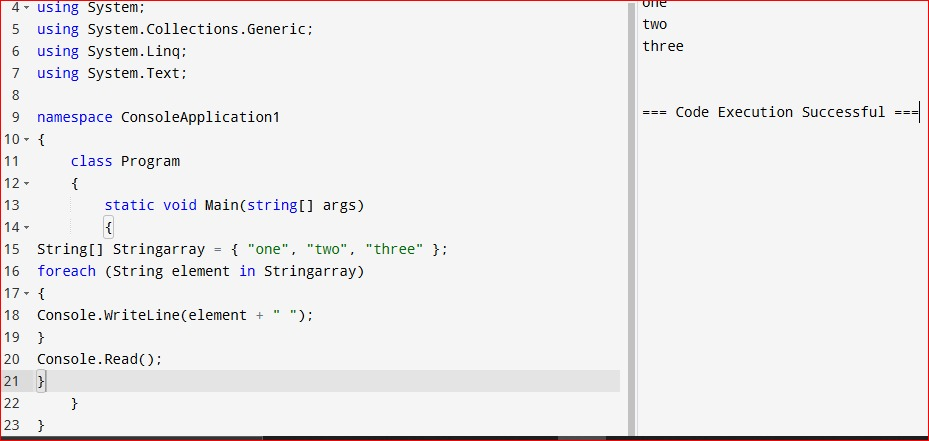 4 using System;
5 using System.Collections.Generic;
6 using System.Linq;
7 using System.Text;
8
9 namespace ConsoleApplication1
10 {
11 class Program
12 {
13 static void Main(string[] args)
14 {
15 String[] Stringarray = { "one", "two", "three" };
16 foreach (String element in Stringarray)
17 {
18 Console.WriteLine(element + " ");
19 }
20 Console.Read();
21 }
22 }
23 }
one
two
three
=== Code Execution Successful ===